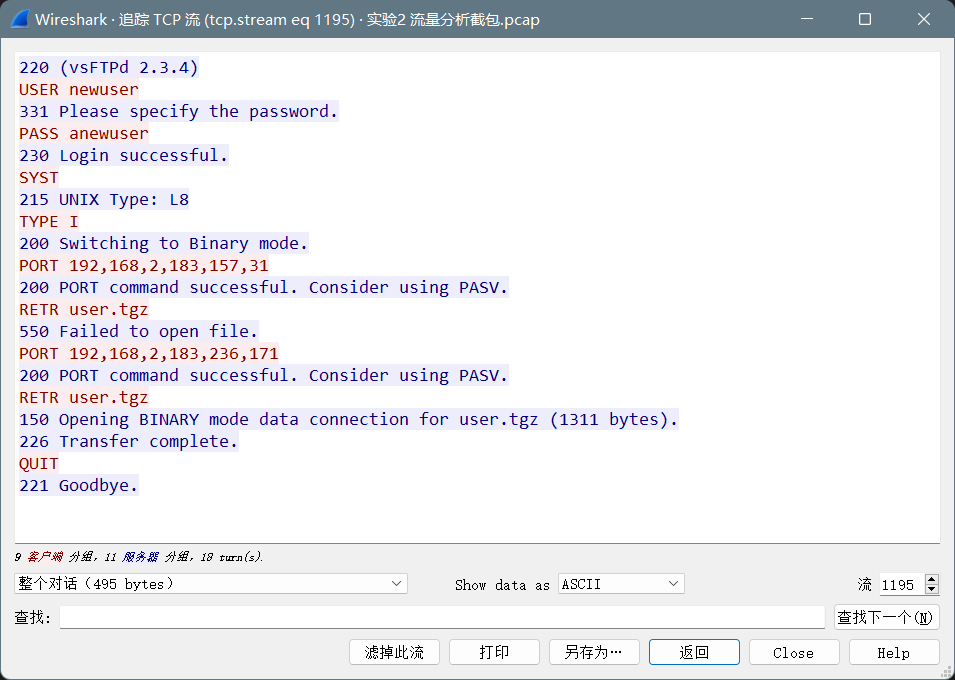 Wireshark · 追踪 TCP 流 (tcp.stream eq 1195) · 实验2 流量分析截包.pcap
220 (vsFTPd 2.3.4)
USER newuser
331 Please specify the password.
PASS anewuser
230 Login successful.
SYST
215 UNIX Type: L8
TYPE I
200 Switching to Binary mode.
PORT 192,168,2,183,157,31
200 PORT command successful. Consider using PASV.
RETR user.tgz
550 Failed to open file.
PORT 192,168,2,183,236,171
200 PORT command successful. Consider using PASV.
RETR user.tgz
150 Opening BINARY mode data connection for user.tgz (1311 bytes).
226 Transfer complete.
QUIT
221 Goodbye.
9 客户端 分组, 11 服务器 分组, 18 turn(s).
整个对话 (495 bytes) Show data as ASCII 流 1195
查找: 查找下一个(N)
滤掉此流 打印 另存为… 返回 Close Help